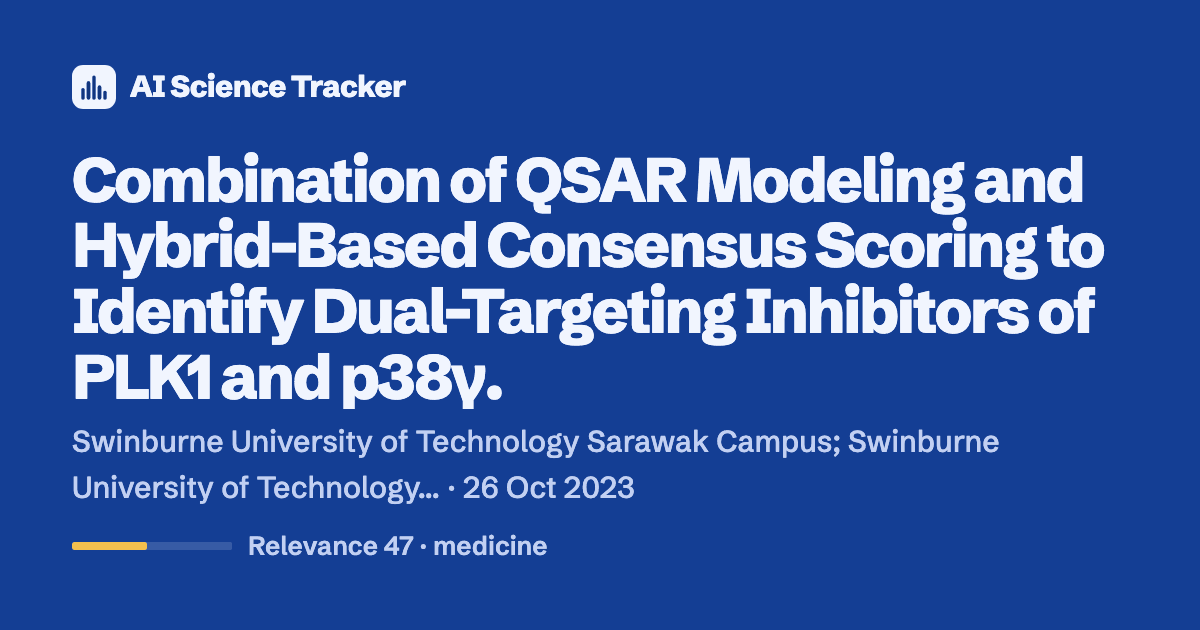 AI Science Tracker
Combination of QSAR Modeling and
Hybrid-Based Consensus Scoring to
Identify Dual-Targeting Inhibitors of
PLK1 and p38γ.
Swinburne University of Technology Sarawak Campus; Swinburne
University of Technology... · 26 Oct 2023
Relevance 47 · medicine